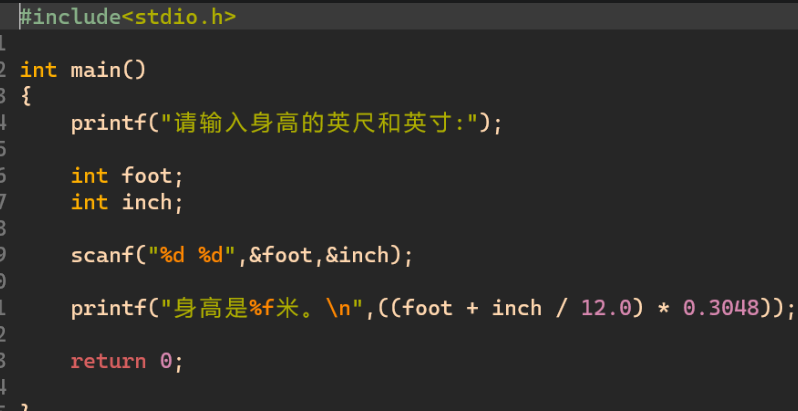 #include<stdio.h>
1
2 int main()
3 {
4     printf("请输入身高的英尺和英寸:");
5
6     int foot;
7     int inch;
8
9     scanf("%d %d",&foot,&inch);
0
1     printf("身高是%f米。\n",((foot + inch / 12.0) * 0.3048));
2
3     return 0;
4
}